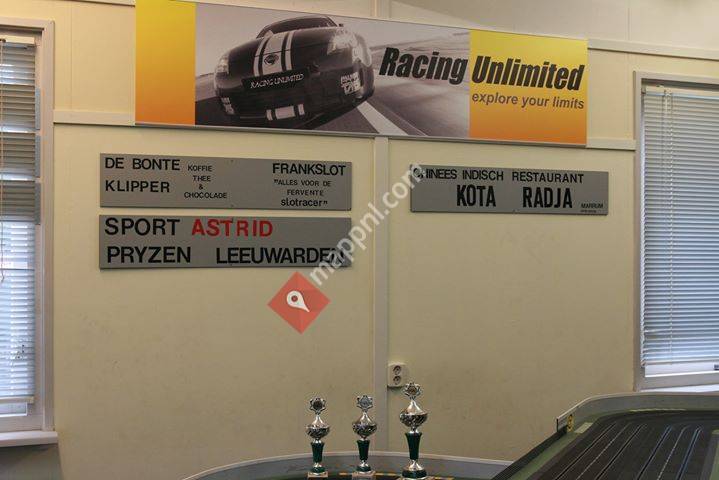 Racing Unlimited
explore your limits
RACING UNLIMITED
DE BONTE KOFFIE
THEE
KLIPPER &
CHOCOLADE
FRANKSLOT
"ALLES VOOR DE
FERVENTE
slotracer"
CHINEES INDISCH RESTAURANT
KOTA RADJA
MARRUM
SPORT ASTRID
PRYZEN LEEUWARDEN
mappnl.com